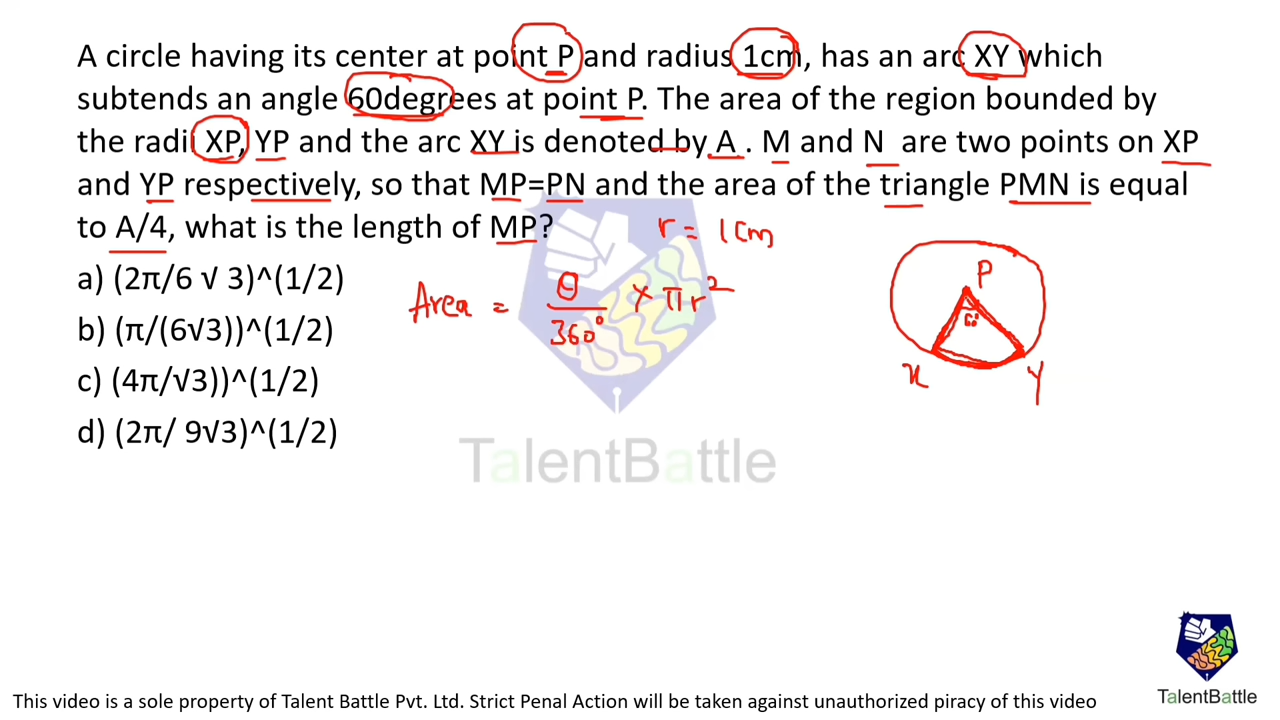 A circle having its center at point P and radius 1cm, has an arc XY which
subtends an angle 60degrees at point P. The area of the region bounded by
the radii XP, YP and the arc XY is denoted by A . M and N are two points on XP
and YP respectively, so that MP=PN and the area of the triangle PMN is equal
to A/4, what is the length of MP?
r = 1cm
a) (2π/6 √ 3)^(1/2)
b) (π/(6√3))^(1/2)
c) (4π/√3))^(1/2)
d) (2π/ 9√3)^(1/2)
Area = θ/360° × πr²
P
60°
x
Y
TalentBattle
TalentBattle
This video is a sole property of Talent Battle Pvt. Ltd. Strict Penal Action will be taken against unauthorized piracy of this video